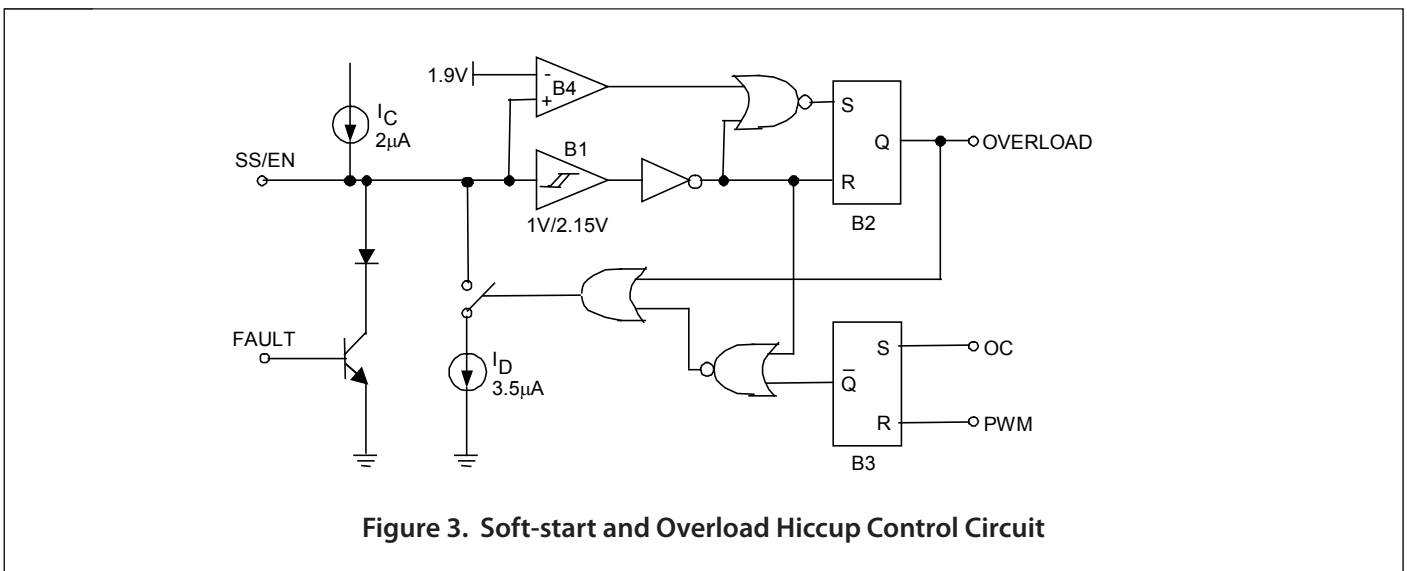 1.9V
-
B4
+
S
I_C
2µA
Q
OVERLOAD
SS/EN
B1
R
1V/2.15V
B2
FAULT
I_D
3.5µA
S
OC
Q̅
R
PWM
B3
Figure 3. Soft-start and Overload Hiccup Control Circuit